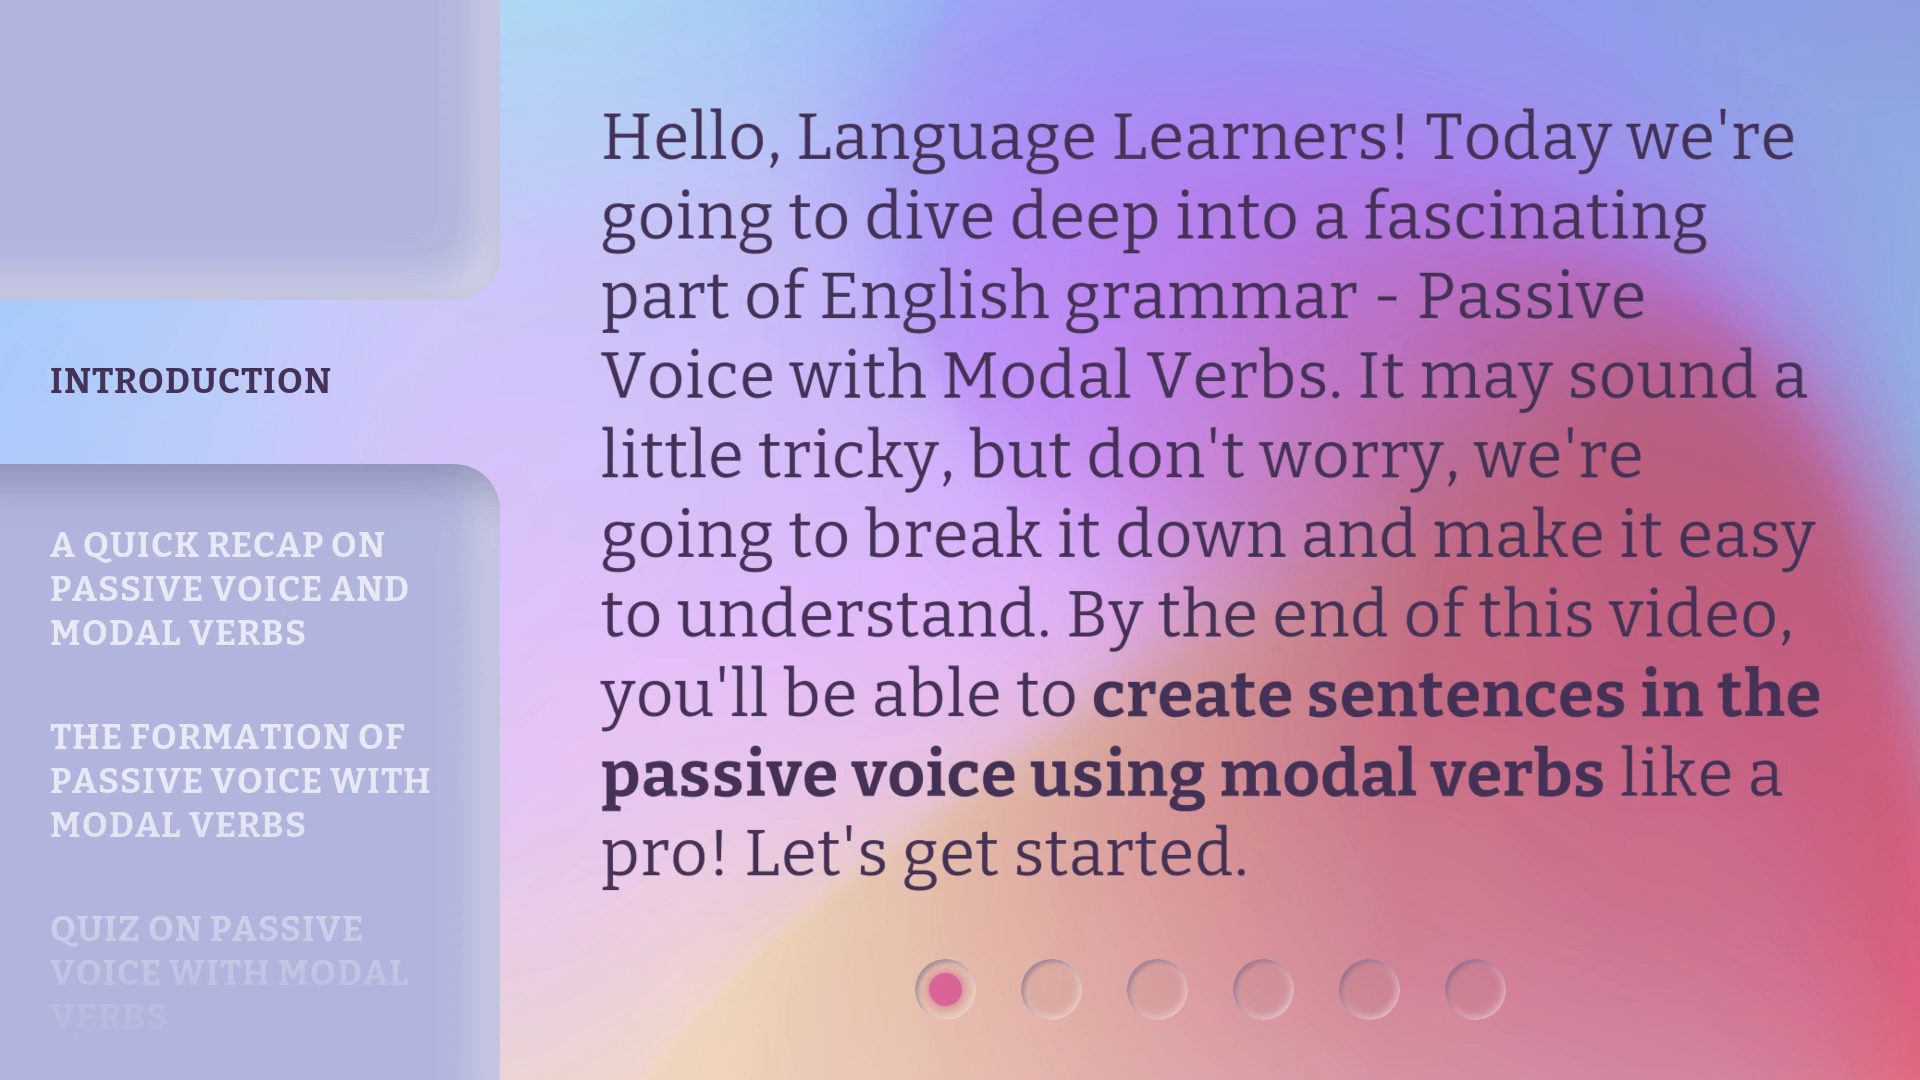 INTRODUCTION
A QUICK RECAP ON
PASSIVE VOICE AND
MODAL VERBS
THE FORMATION OF
PASSIVE VOICE WITH
MODAL VERBS
QUIZ ON PASSIVE
VOICE WITH MODAL
VERBS
Hello, Language Learners! Today we're
going to dive deep into a fascinating
part of English grammar - Passive
Voice with Modal Verbs. It may sound a
little tricky, but don't worry, we're
going to break it down and make it easy
to understand. By the end of this video,
you'll be able to create sentences in the
passive voice using modal verbs like a
pro! Let's get started.